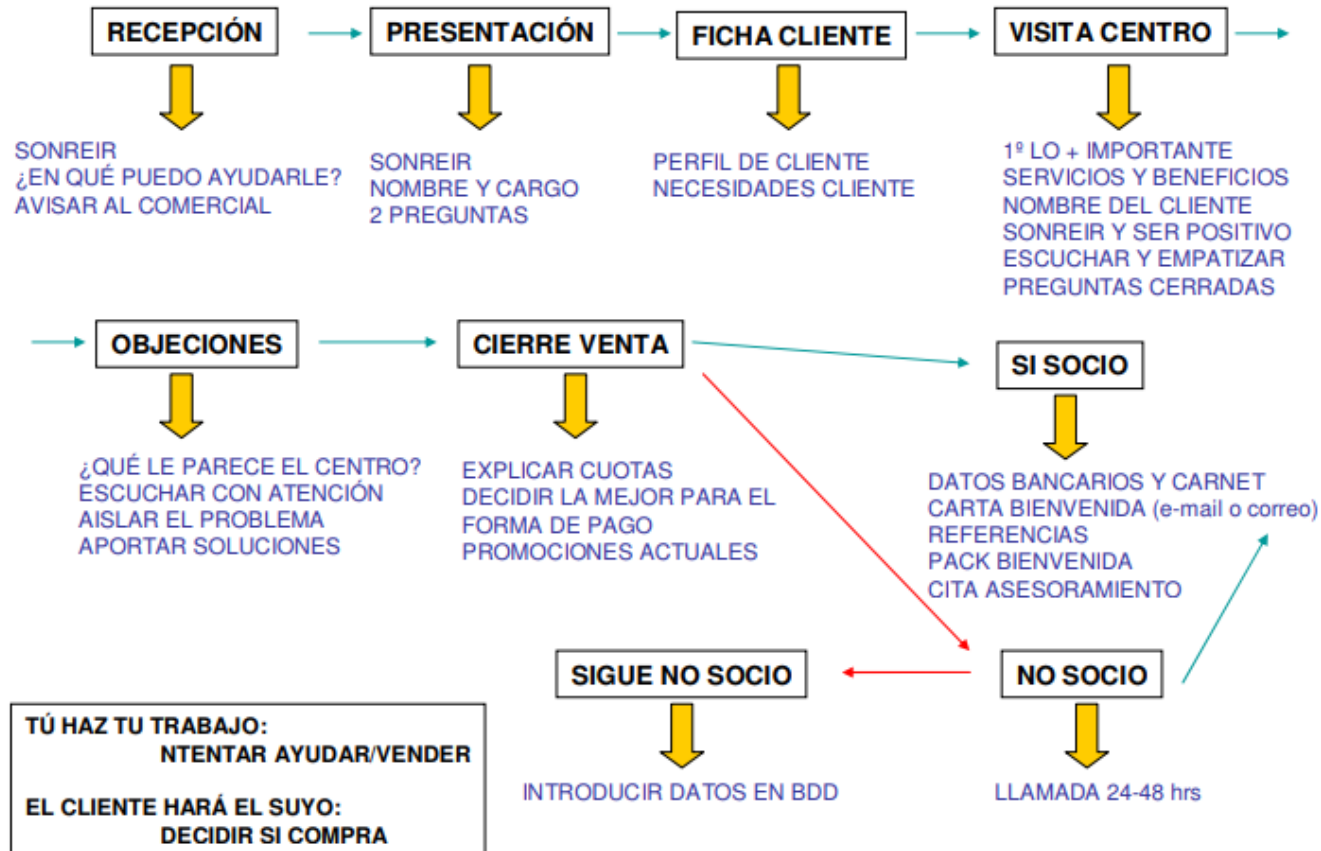 RECEPCIÓN
SONREIR
¿EN QUÉ PUEDO AYUDARLE?
AVISAR AL COMERCIAL
PRESENTACIÓN
SONREIR
NOMBRE Y CARGO
2 PREGUNTAS
FICHA CLIENTE
PERFIL DE CLIENTE
NECESIDADES CLIENTE
VISITA CENTRO
1º LO + IMPORTANTE
SERVICIOS Y BENEFICIOS
NOMBRE DEL CLIENTE
SONREIR Y SER POSITIVO
ESCUCHAR Y EMPATIZAR
PREGUNTAS CERRADAS
OBJECIONES
¿QUÉ LE PARECE EL CENTRO?
ESCUCHAR CON ATENCIÓN
AISLAR EL PROBLEMA
APORTAR SOLUCIONES
CIERRE VENTA
EXPLICAR CUOTAS
DECIDIR LA MEJOR PARA EL
FORMA DE PAGO
PROMOCIONES ACTUALES
SI SOCIO
DATOS BANCARIOS Y CARNET
CARTA BIENVENIDA (e-mail o correo)
REFERENCIAS
PACK BIENVENIDA
CITA ASESORAMIENTO
NO SOCIO
LLAMADA 24-48 hrs
SIGUE NO SOCIO
INTRODUCIR DATOS EN BDD
TÚ HAZ TU TRABAJO:
NTENTAR AYUDAR/VENDER
EL CLIENTE HARÁ EL SUYO:
DECIDIR SI COMPRA